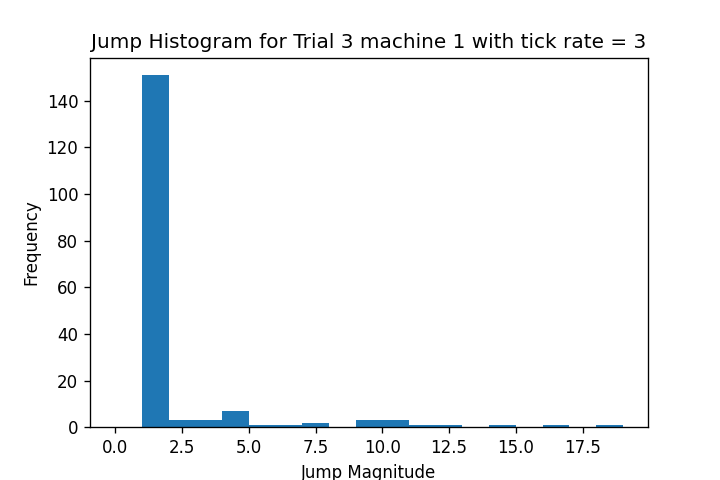 Jump Histogram for Trial 3 machine 1 with tick rate = 3
140
120
100
80
60
40
20
0
Frequency
0.0 2.5 5.0 7.5 10.0 12.5 15.0 17.5
Jump Magnitude